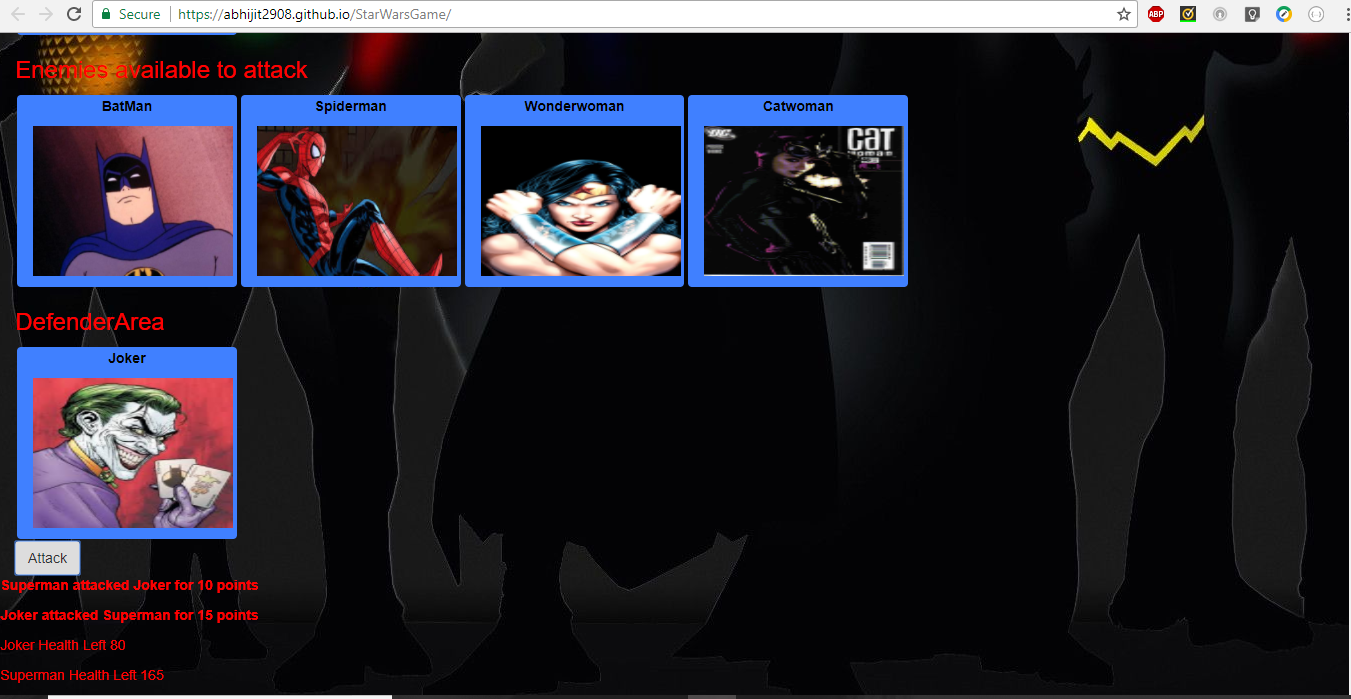 Secure https://abhijit2908.github.io/StarWarsGame/
ABP
Enemies available to attack
BatMan Spiderman Wonderwoman Catwoman
DC
CAT
WOMAN
DefenderArea
Joker
Attack
Superman attacked Joker for 10 points
Joker attacked Superman for 15 points
Joker Health Left 80
Superman Health Left 165